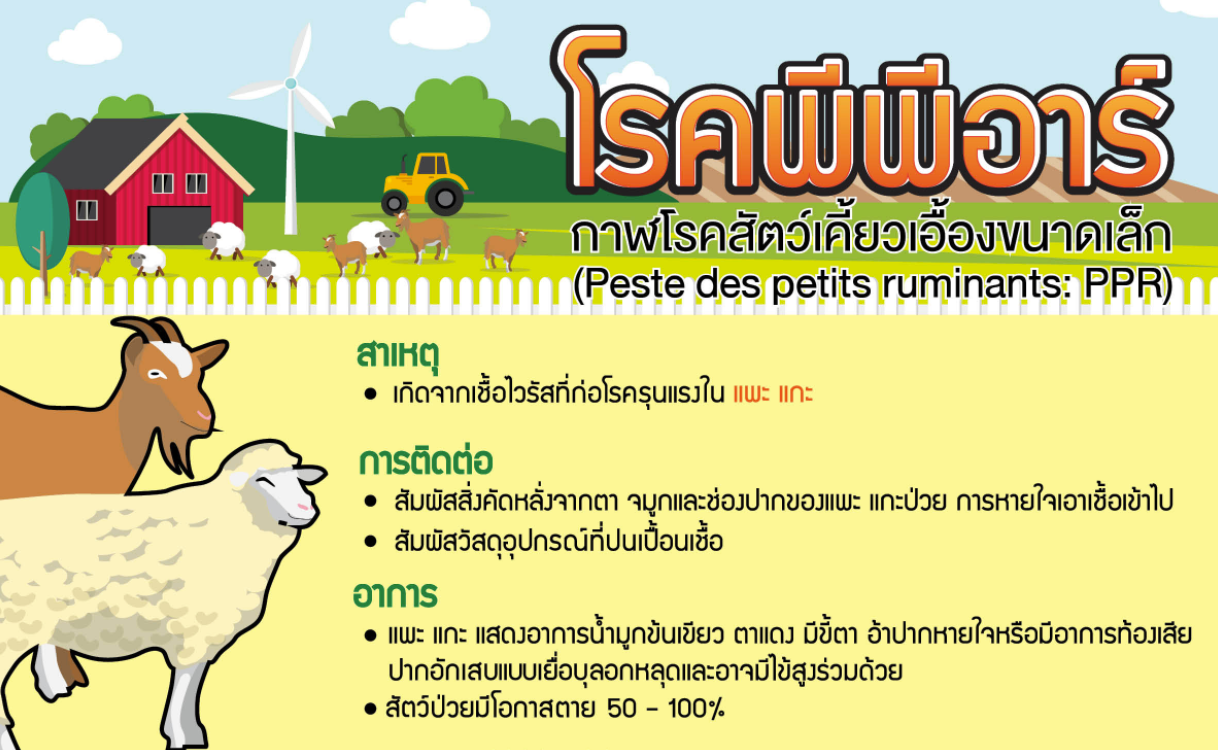 โรคพีพีอาร์
กาฬโรคสัตว์เคี้ยวเอื้องขนาดเล็ก
(Peste des petits ruminants: PPR)
สาเหตุ
• เกิดจากเชื้อไวรัสที่ก่อโรครุนแรงใน แพะ แกะ
การติดต่อ
• สัมผัสสิ่งคัดหลั่งจากตา จมูกและช่องปากของแพะ แกะป่วย การหายใจเอาเชื้อเข้าไป
• สัมผัสวัสดุอุปกรณ์ที่ปนเปื้อนเชื้อ
อาการ
• แพะ แกะ แสดงอาการน้ำมูกข้นเขียว ตาแดง มีขี้ตา อ้าปากหายใจหรือมีอาการท้องเสีย
ปากอักเสบแบบเยื่อบุลอกหลุดและอาจมีไข้สูงร่วมด้วย
• สัตว์ป่วยมีโอกาสตาย 50 - 100%